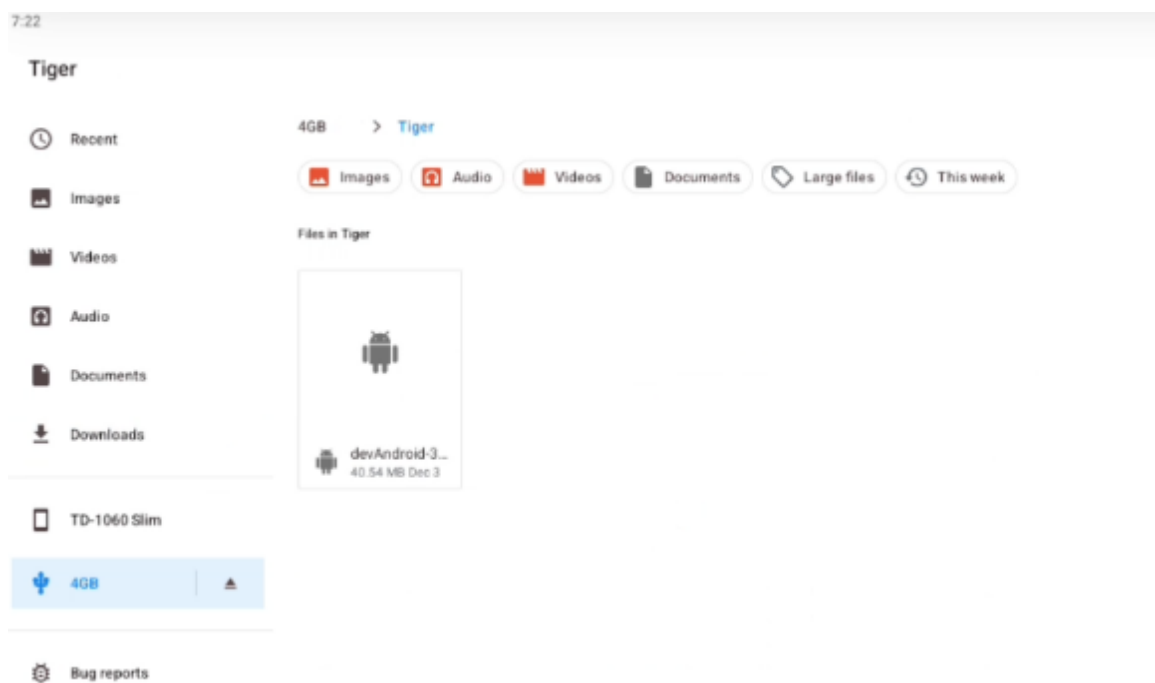 7:22
Tiger
Recent
Images
Videos
Audio
Documents
Downloads
TD-1060 Slim
4GB
Bug reports
4GB > Tiger
Images
Audio
Videos
Documents
Large files
This week
Files in Tiger
devAndroid-3...
40.54 MB Dec 3